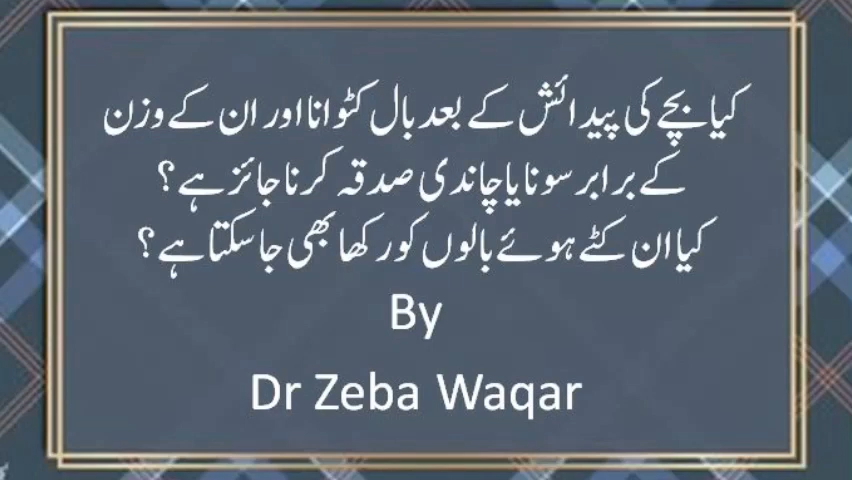 کیا بچے کی پیدائش کے بعد بال کٹوانا اور ان کے وزن
کے برابر سونا یا چاندی صدقہ کرنا جائز ہے؟
کیا ان کٹے ہوئے بالوں کو رکھا بھی جا سکتا ہے؟
By
Dr Zeba Waqar